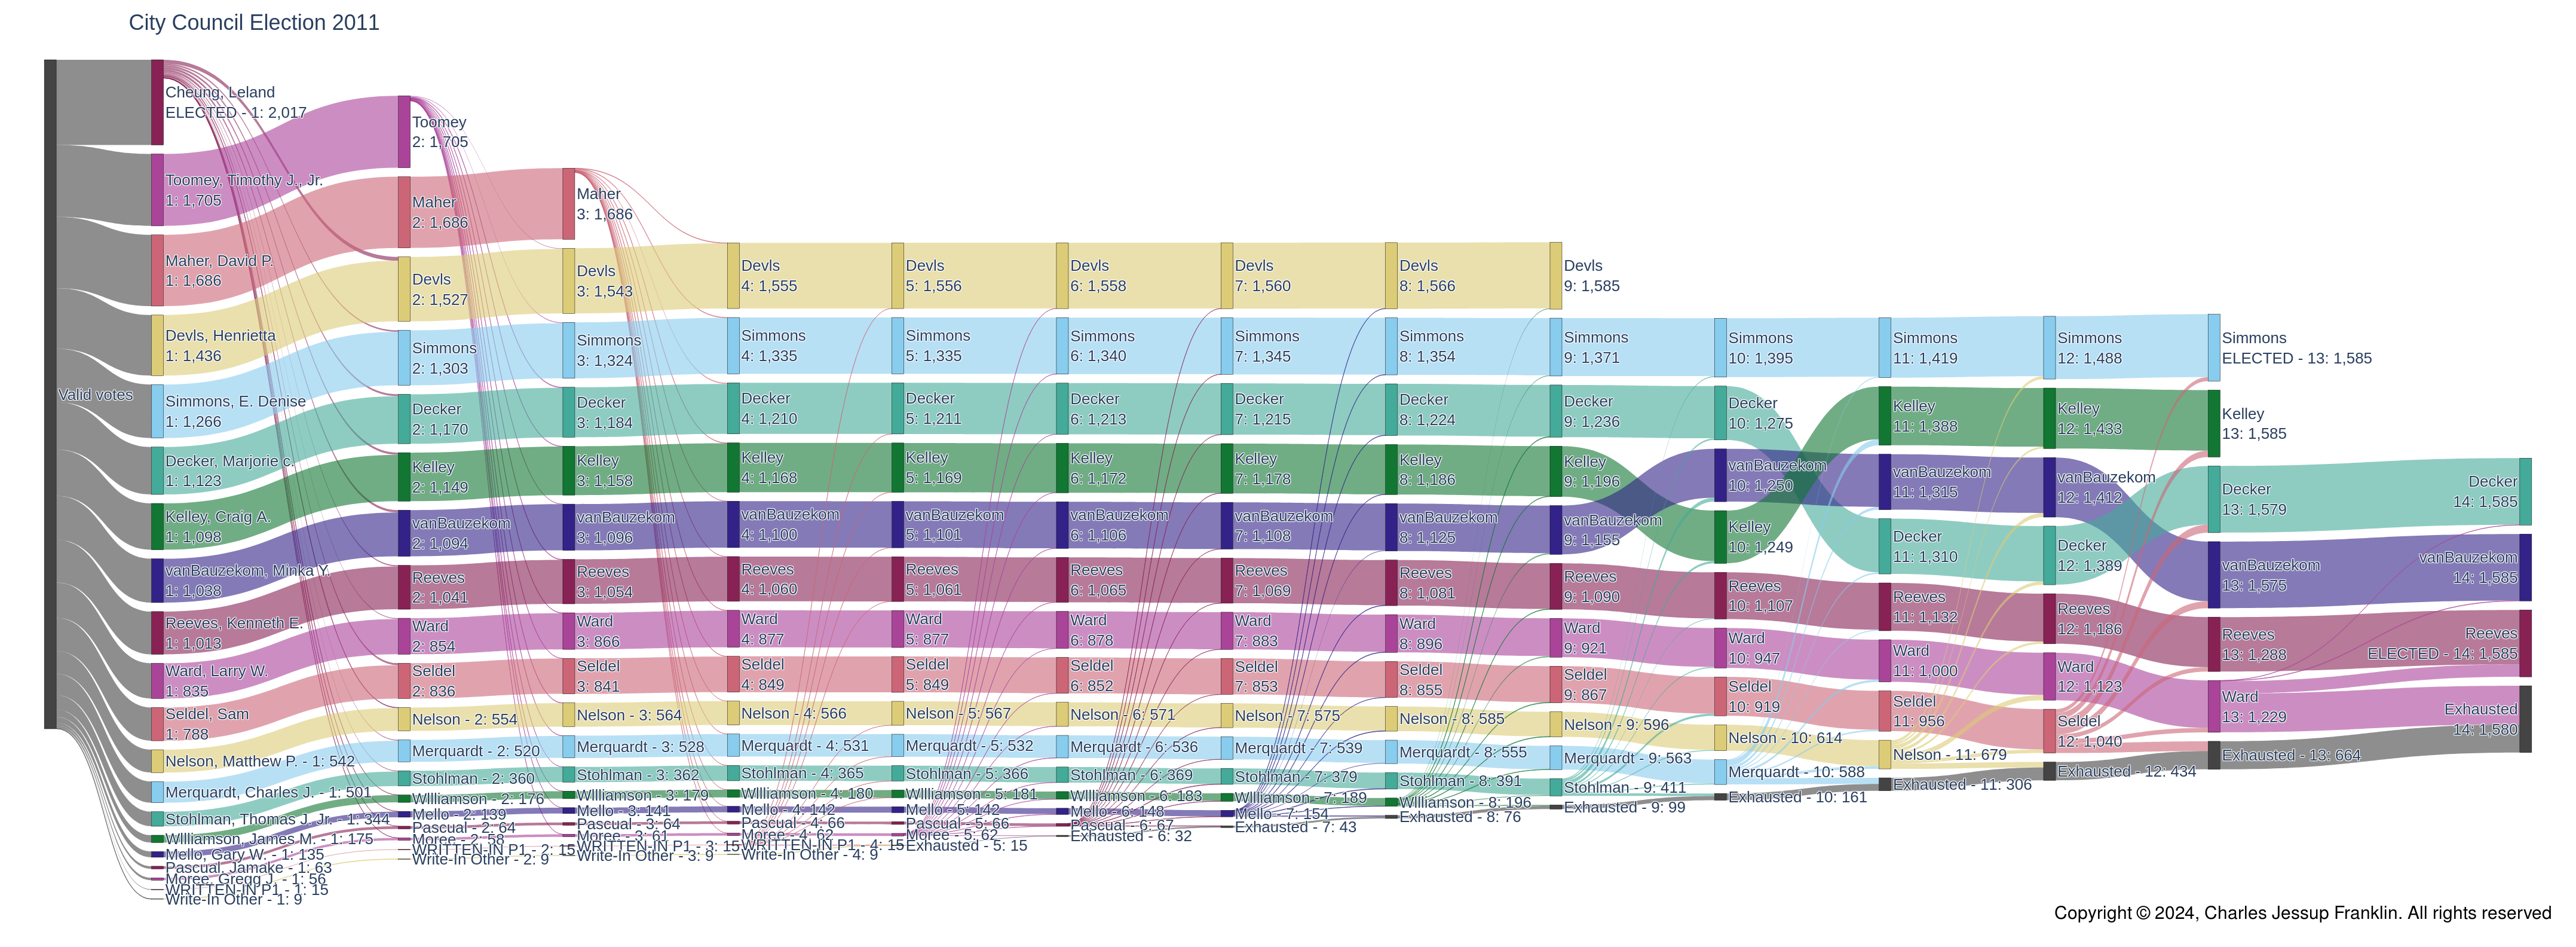 City Council Election 2011
Valid votes
Cheung, Leland
ELECTED - 1: 2,017
Toomey, Timothy J., Jr.
1: 1,705
Maher, David P.
1: 1,686
Devls, Henrietta
1: 1,436
Simmons, E. Denise
1: 1,266
Decker, Marjorie c.
1: 1,123
Kelley, Craig A.
1: 1,098
vanBauzekom, Minka Y.
1: 1,038
Reeves, Kenneth E.
1: 1,013
Ward, Larry W.
1: 835
Seldel, Sam
1: 788
Nelson, Matthew P. - 1: 542
Merquardt, Charles J. - 1: 501
Stohlman, Thomas J. Jr. - 1: 344
Wllliamson, James M. - 1: 175
Mello, Gary W. - 1: 135
Pascual, Jamake - 1: 63
Moree, Gregg J. - 1: 56
WRITTEN-IN P1 - 1: 15
Write-In Other - 1: 9
Toomey
2: 1,705
Maher
2: 1,686
Devls
2: 1,527
Simmons
2: 1,303
Decker
2: 1,170
Kelley
2: 1,149
vanBauzekom
2: 1,094
Reeves
2: 1,041
Ward
2: 854
Seldel
2: 836
Nelson - 2: 554
Merquardt - 2: 520
Stohlman - 2: 360
Wllliamson - 2: 176
Mello - 2: 139
Pascual - 2: 64
Moree - 2: 58
WRITTEN-IN P1 - 2: 15
Write-In Other - 2: 9
Maher
3: 1,686
Devls
3: 1,543
Simmons
3: 1,324
Decker
3: 1,184
Kelley
3: 1,158
vanBauzekom
3: 1,096
Reeves
3: 1,054
Ward
3: 866
Seldel
3: 841
Nelson - 3: 564
Merquardt - 3: 528
Stohlman - 3: 362
Wllliamson - 3: 179
Mello - 3: 141
Pascual - 3: 64
Moree - 3: 61
WRITTEN-IN P1 - 3: 15
Write-In Other - 3: 9
Devls
4: 1,555
Simmons
4: 1,335
Decker
4: 1,210
Kelley
4: 1,168
vanBauzekom
4: 1,100
Reeves
4: 1,060
Ward
4: 877
Seldel
4: 849
Nelson - 4: 566
Merquardt - 4: 531
Stohlman - 4: 365
Wllliamson - 4: 180
Mello - 4: 142
Pascual - 4: 66
Moree - 4: 62
WRITTEN-IN P1 - 4: 15
Write-In Other - 4: 9
Devls
5: 1,556
Simmons
5: 1,335
Decker
5: 1,211
Kelley
5: 1,169
vanBauzekom
5: 1,101
Reeves
5: 1,061
Ward
5: 877
Seldel
5: 849
Nelson - 5: 567
Merquardt - 5: 532
Stohlman - 5: 366
Wllliamson - 5: 181
Mello - 5: 142
Pascual - 5: 66
Moree - 5: 62
Exhausted - 5: 15
Devls
6: 1,558
Simmons
6: 1,340
Decker
6: 1,213
Kelley
6: 1,172
vanBauzekom
6: 1,106
Reeves
6: 1,065
Ward
6: 878
Seldel
6: 852
Nelson - 6: 571
Merquardt - 6: 536
Stohlman - 6: 369
Wllliamson - 6: 183
Mello - 6: 148
Pascual - 6: 67
Exhausted - 6: 32
Devls
7: 1,560
Simmons
7: 1,345
Decker
7: 1,215
Kelley
7: 1,178
vanBauzekom
7: 1,108
Reeves
7: 1,069
Ward
7: 883
Seldel
7: 853
Nelson - 7: 575
Merquardt - 7: 539
Stohlman - 7: 379
Wllliamson - 7: 189
Mello - 7: 154
Exhausted - 7: 43
Devls
8: 1,566
Simmons
8: 1,354
Decker
8: 1,224
Kelley
8: 1,186
vanBauzekom
8: 1,125
Reeves
8: 1,081
Ward
8: 896
Seldel
8: 855
Nelson - 8: 585
Merquardt - 8: 555
Stohlman - 8: 391
Wllliamson - 8: 196
Exhausted - 8: 76
Devls
9: 1,585
Simmons
9: 1,371
Decker
9: 1,236
Kelley
9: 1,196
vanBauzekom
9: 1,155
Reeves
9: 1,090
Ward
9: 921
Seldel
9: 867
Nelson - 9: 596
Merquardt - 9: 563
Stohlman - 9: 411
Exhausted - 9: 99
Simmons
10: 1,395
Decker
10: 1,275
vanBauzekom
10: 1,250
Kelley
10: 1,249
Reeves
10: 1,107
Ward
10: 947
Seldel
10: 919
Nelson - 10: 614
Merquardt - 10: 588
Exhausted - 10: 161
Simmons
11: 1,419
Kelley
11: 1,388
vanBauzekom
11: 1,315
Decker
11: 1,310
Reeves
11: 1,132
Ward
11: 1,000
Seldel
11: 956
Nelson - 11: 679
Exhausted - 11: 306
Simmons
12: 1,488
Kelley
12: 1,433
vanBauzekom
12: 1,412
Decker
12: 1,389
Reeves
12: 1,186
Ward
12: 1,123
Seldel
12: 1,040
Exhausted - 12: 434
Simmons
ELECTED - 13: 1,585
Kelley
13: 1,585
Decker
13: 1,579
vanBauzekom
13: 1,575
Reeves
13: 1,288
Ward
13: 1,229
Exhausted - 13: 664
Decker
14: 1,585
vanBauzekom
14: 1,585
Reeves
ELECTED - 14: 1,585
Exhausted
14: 1,580
Copyright © 2024, Charles Jessup Franklin. All rights reserved